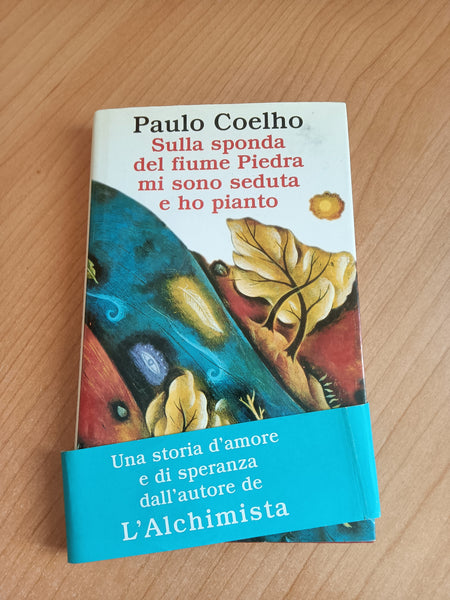 Paulo Coelho
Sulla sponda
del fiume Piedra
mi sono seduta
e ho pianto
Una storia d'amore
e di speranza
dall'autore de
L'Alchimista